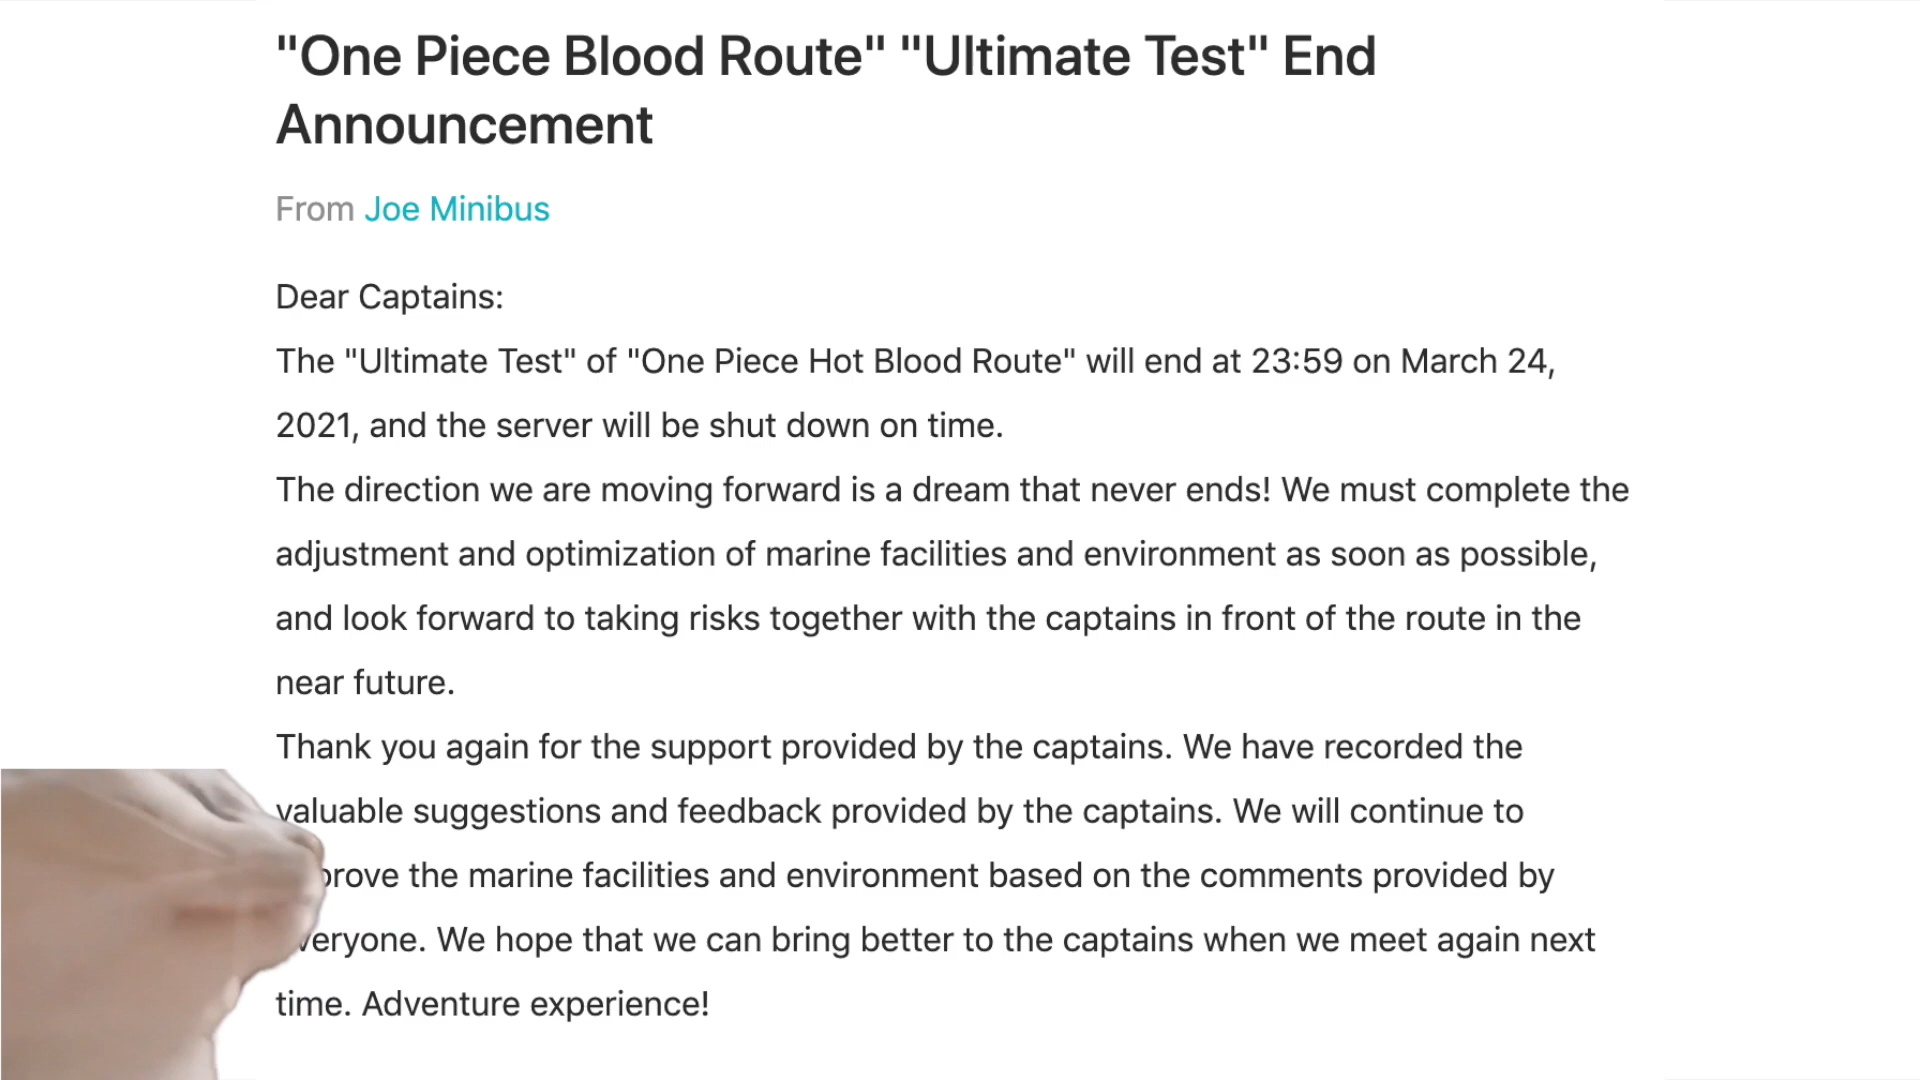 "One Piece Blood Route" "Ultimate Test" End
Announcement
From Joe Minibus
Dear Captains:
The "Ultimate Test" of "One Piece Hot Blood Route" will end at 23:59 on March 24,
2021, and the server will be shut down on time.
The direction we are moving forward is a dream that never ends! We must complete the
adjustment and optimization of marine facilities and environment as soon as possible,
and look forward to taking risks together with the captains in front of the route in the
near future.
Thank you again for the support provided by the captains. We have recorded the
valuable suggestions and feedback provided by the captains. We will continue to
the marine facilities and environment based on the comments provided by
We hope that we can bring better to the captains when we meet again next
time. Adventure experience!